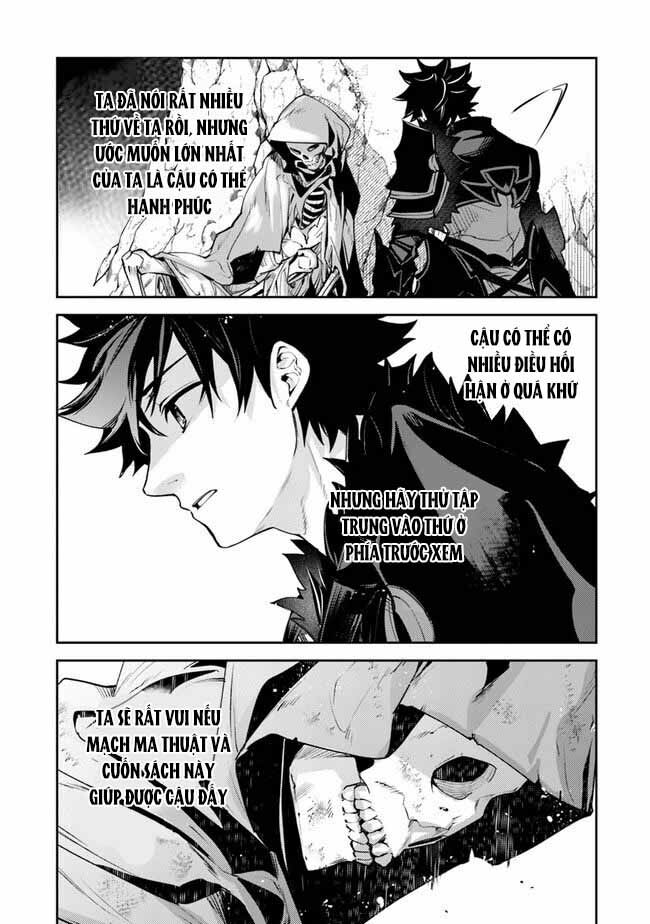 TA ĐÃ NÓI RẤT NHIỀU
THỨ VỀ TA RỒI, NHƯNG
ƯỚC MUỐN LỚN NHẤT
CỦA TA LÀ CẬU CÓ THỂ
HẠNH PHÚC
CẬU CÓ THỂ CÓ
NHIỀU ĐIỀU HỐI
HẬN Ở QUÁ KHỨ
NHƯNG HÃY THỬ TẬP
TRUNG VÀO THỨ Ở
PHÍA TRƯỚC XEM
TA SẼ RẤT VUI NẾU
MẠCH MA THUẬT VÀ
CUỐN SÁCH NÀY
GIÚP ĐƯỢC CẬU ĐẤY